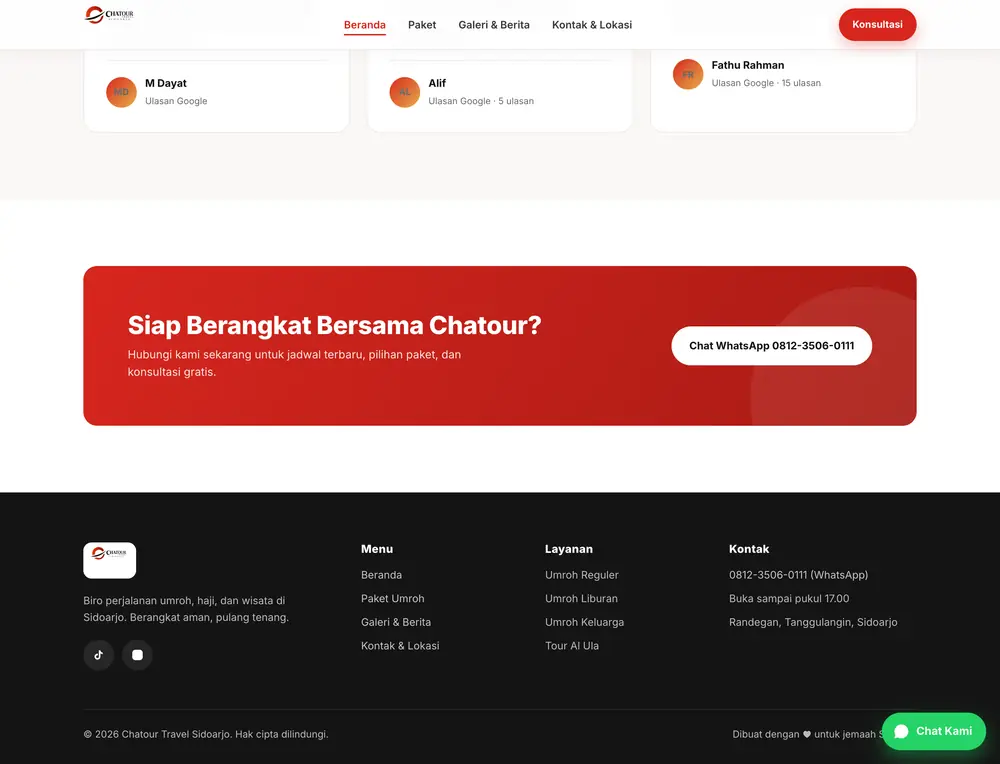 CHATOUR
Beranda
Paket
Galeri & Berita
Kontak & Lokasi
Konsultasi
MD
M Dayat
Ulasan Google
AL
Alif
Ulasan Google · 5 ulasan
FR
Fathu Rahman
Ulasan Google · 15 ulasan
Siap Berangkat Bersama Chatour?
Hubungi kami sekarang untuk jadwal terbaru, pilihan paket, dan
konsultasi gratis.
Chat WhatsApp 0812-3506-0111
CHATOUR
Biro perjalanan umroh, haji, dan wisata di
Sidoarjo. Berangkat aman, pulang tenang.
Menu
Beranda
Paket Umroh
Galeri & Berita
Kontak & Lokasi
Layanan
Umroh Reguler
Umroh Liburan
Umroh Keluarga
Tour Al Ula
Kontak
0812-3506-0111 (WhatsApp)
Buka sampai pukul 17.00
Randegan, Tanggulangin, Sidoarjo
© 2026 Chatour Travel Sidoarjo. Hak cipta dilindungi.
Dibuat dengan ♥ untuk jemaah
Chat Kami